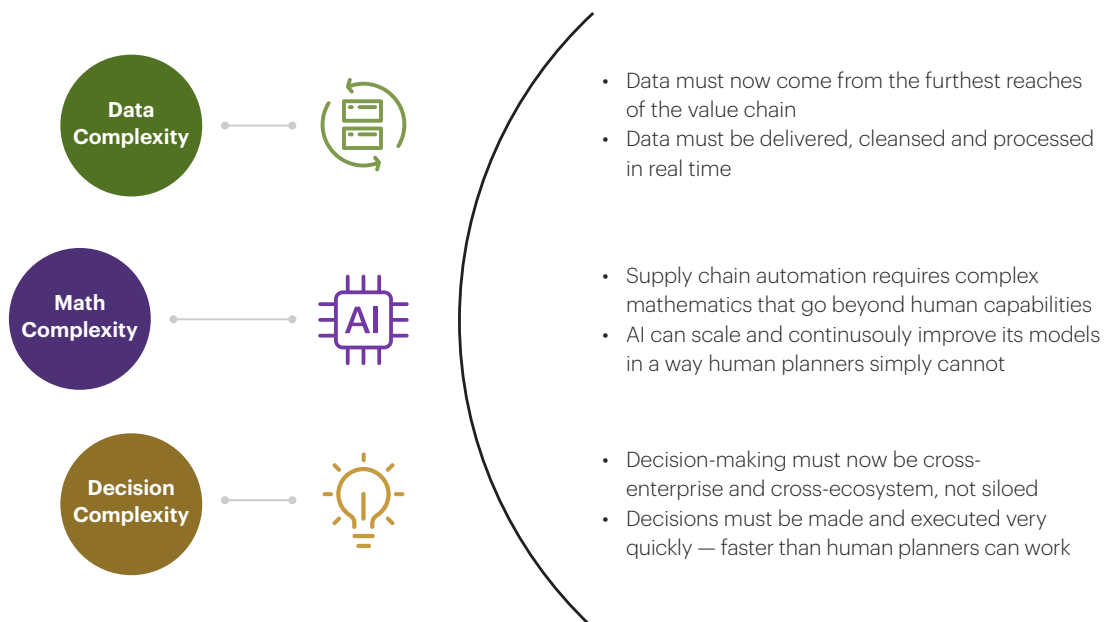 Data
Complexity
• Data must now come from the furthest reaches
of the value chain
• Data must be delivered, cleansed and processed
in real time
Math
Complexity
AI
• Supply chain automation requires complex
mathematics that go beyond human capabilities
• AI can scale and continusouly improve its models
in a way human planners simply cannot
Decision
Complexity
• Decision-making must now be cross-
enterprise and cross-ecosystem, not siloed
• Decisions must be made and executed very
quickly — faster than human planners can work